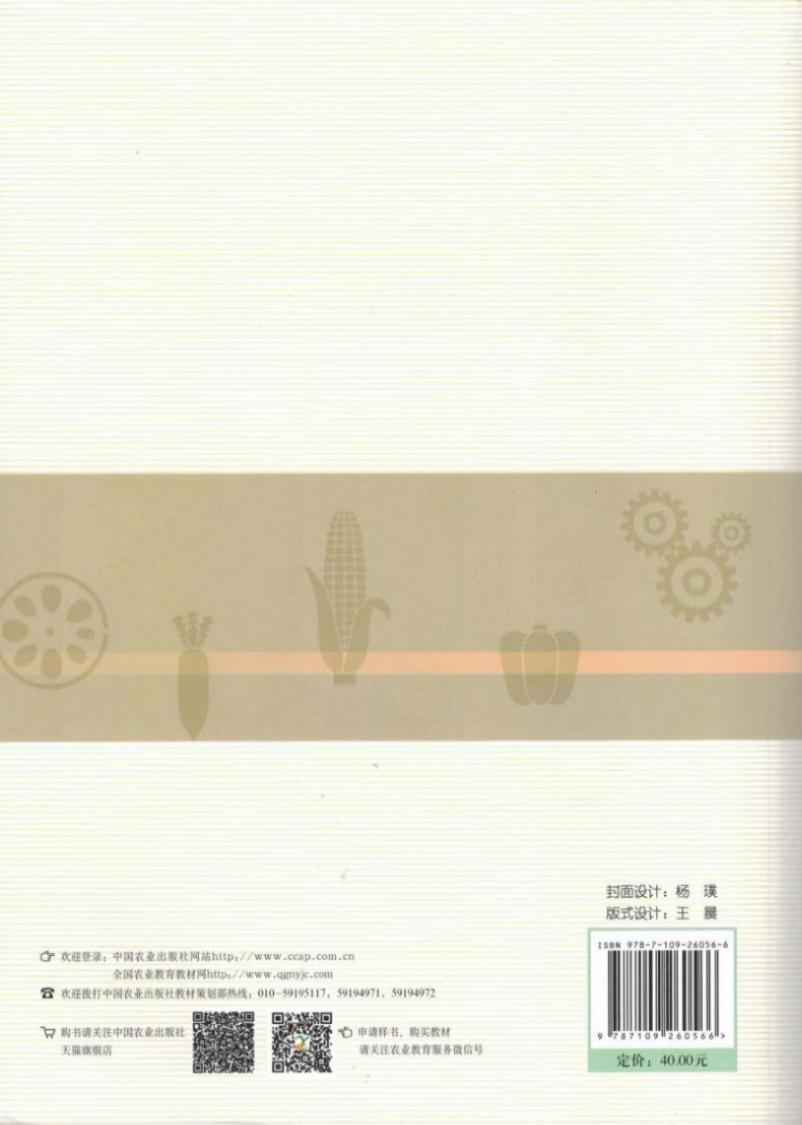 封面设计：杨 璞
版式设计：王 晨
欢迎登录：中国农业出版社网站http://www.ccap.com.cn
全国农业教育教材网http://www.qgnyjc.com
欢迎拨打中国农业出版社教材策划部热线：010-59195117，59194971，59194972
购书请关注中国农业出版社
天猫旗舰店
申请样书、购买教材
请关注农业教育服务微信号
ISBN 978-7-109-26056-6
9 787109 260566 >
定价：40.00元